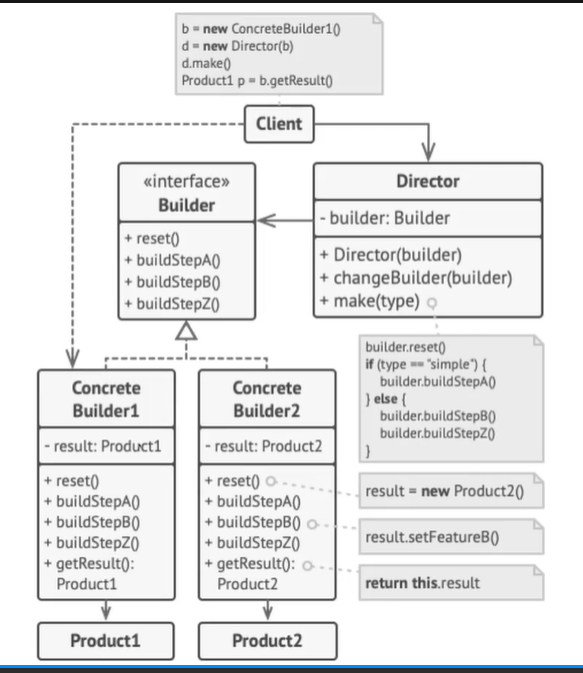 b = new ConcreteBuilder1()
d = new Director(b)
d.make()
Product1 p = b.getResult()
Client
«interface»
Builder
+ reset()
+ buildStepA()
+ buildStepB()
+ buildStepZ()
Director
- builder: Builder
+ Director(builder)
+ changeBuilder(builder)
+ make(type)
builder.reset()
if (type == "simple") {
builder.buildStepA()
} else {
builder.buildStepB()
builder.buildStepZ()
}
Concrete
Builder1
- result: Product1
+ reset()
+ buildStepA()
+ buildStepB()
+ buildStepZ()
+ getResult():
Product1
Concrete
Builder2
- result: Product2
+ reset()
+ buildStepA()
+ buildStepB()
+ buildStepZ()
+ getResult():
Product2
result = new Product2()
result.setFeatureB()
return this.result
Product1
Product2